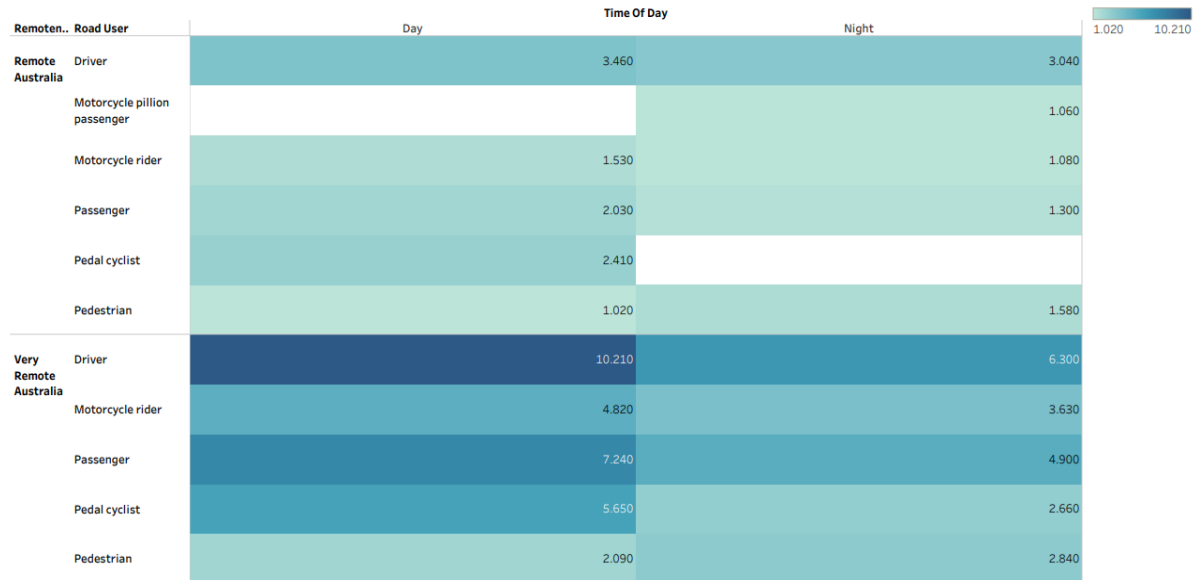 Time Of Day
1.020 10.210
Remoten.. Road User Day Night
Remote Australia Driver 3.460 3.040
Motorcycle pillion passenger 1.060
Motorcycle rider 1.530 1.080
Passenger 2.030 1.300
Pedal cyclist 2.410
Pedestrian 1.020 1.580
Very Remote Australia Driver 10.210 6.300
Motorcycle rider 4.820 3.630
Passenger 7.240 4.900
Pedal cyclist 5.650 2.660
Pedestrian 2.090 2.840